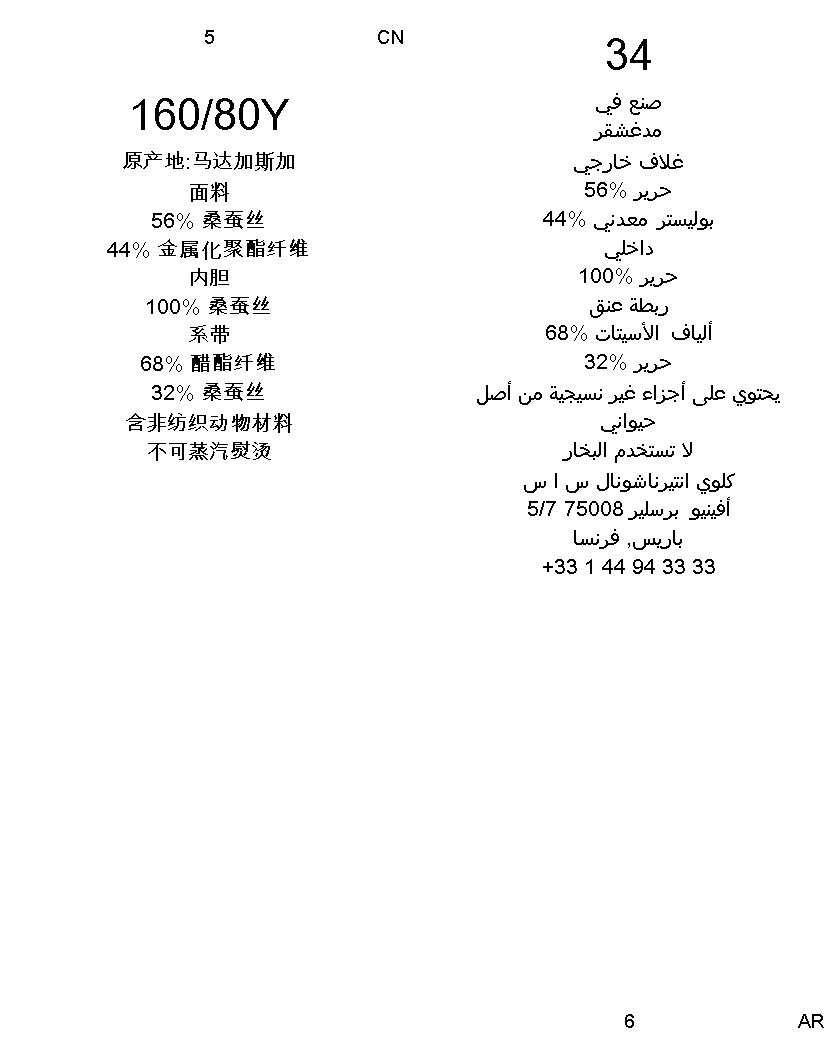 5
CN
160/80Y
原产地:马达加斯加
面料
56% 桑蚕丝
44% 金属化聚酯纤维
内胆
100% 桑蚕丝
系带
68% 醋酯纤维
32% 桑蚕丝
含非纺织动物材料
不可蒸汽熨烫
34
صنع في
مدغشقر
غلاف خارجي
56% حرير
44% بوليستر معدني
داخلي
100% حرير
ربطة عنق
68% ألياف الأسيتات
32% حرير
يحتوي على أجزاء غير نسيجية من أصل
حيواني
لا تستخدم البخار
كلوي انتيرناشونال س ا س
5/7 75008 أفينيو برسلير
باريس, فرنسا
+33 1 44 94 33 33
6
AR